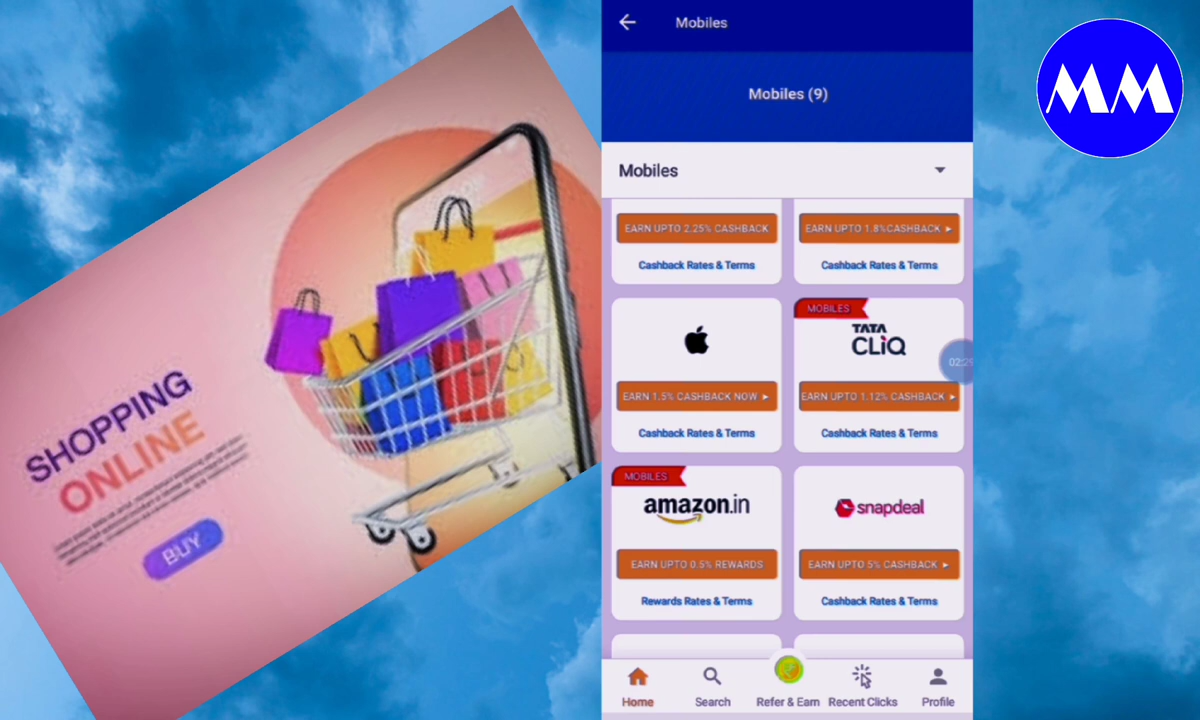 SHOPPING
ONLINE
BUY
Mobiles
Mobiles (9)
Mobiles
EARN UPTO 2.25% CASHBACK
EARN UPTO 1.8%CASHBACK ►
Cashback Rates & Terms
Cashback Rates & Terms
MOBILES
TATA
CLiQ
02:29
EARN 1.5% CASHBACK NOW ►
EARN UPTO 1.12% CASHBACK ►
Cashback Rates & Terms
Cashback Rates & Terms
MOBILES
amazon.in
snapdeal
EARN UPTO 0.5% REWARDS
EARN UPTO 5% CASHBACK ►
Rewards Rates & Terms
Cashback Rates & Terms
Home
Search
Refer & Earn
Recent Clicks
Profile
MM